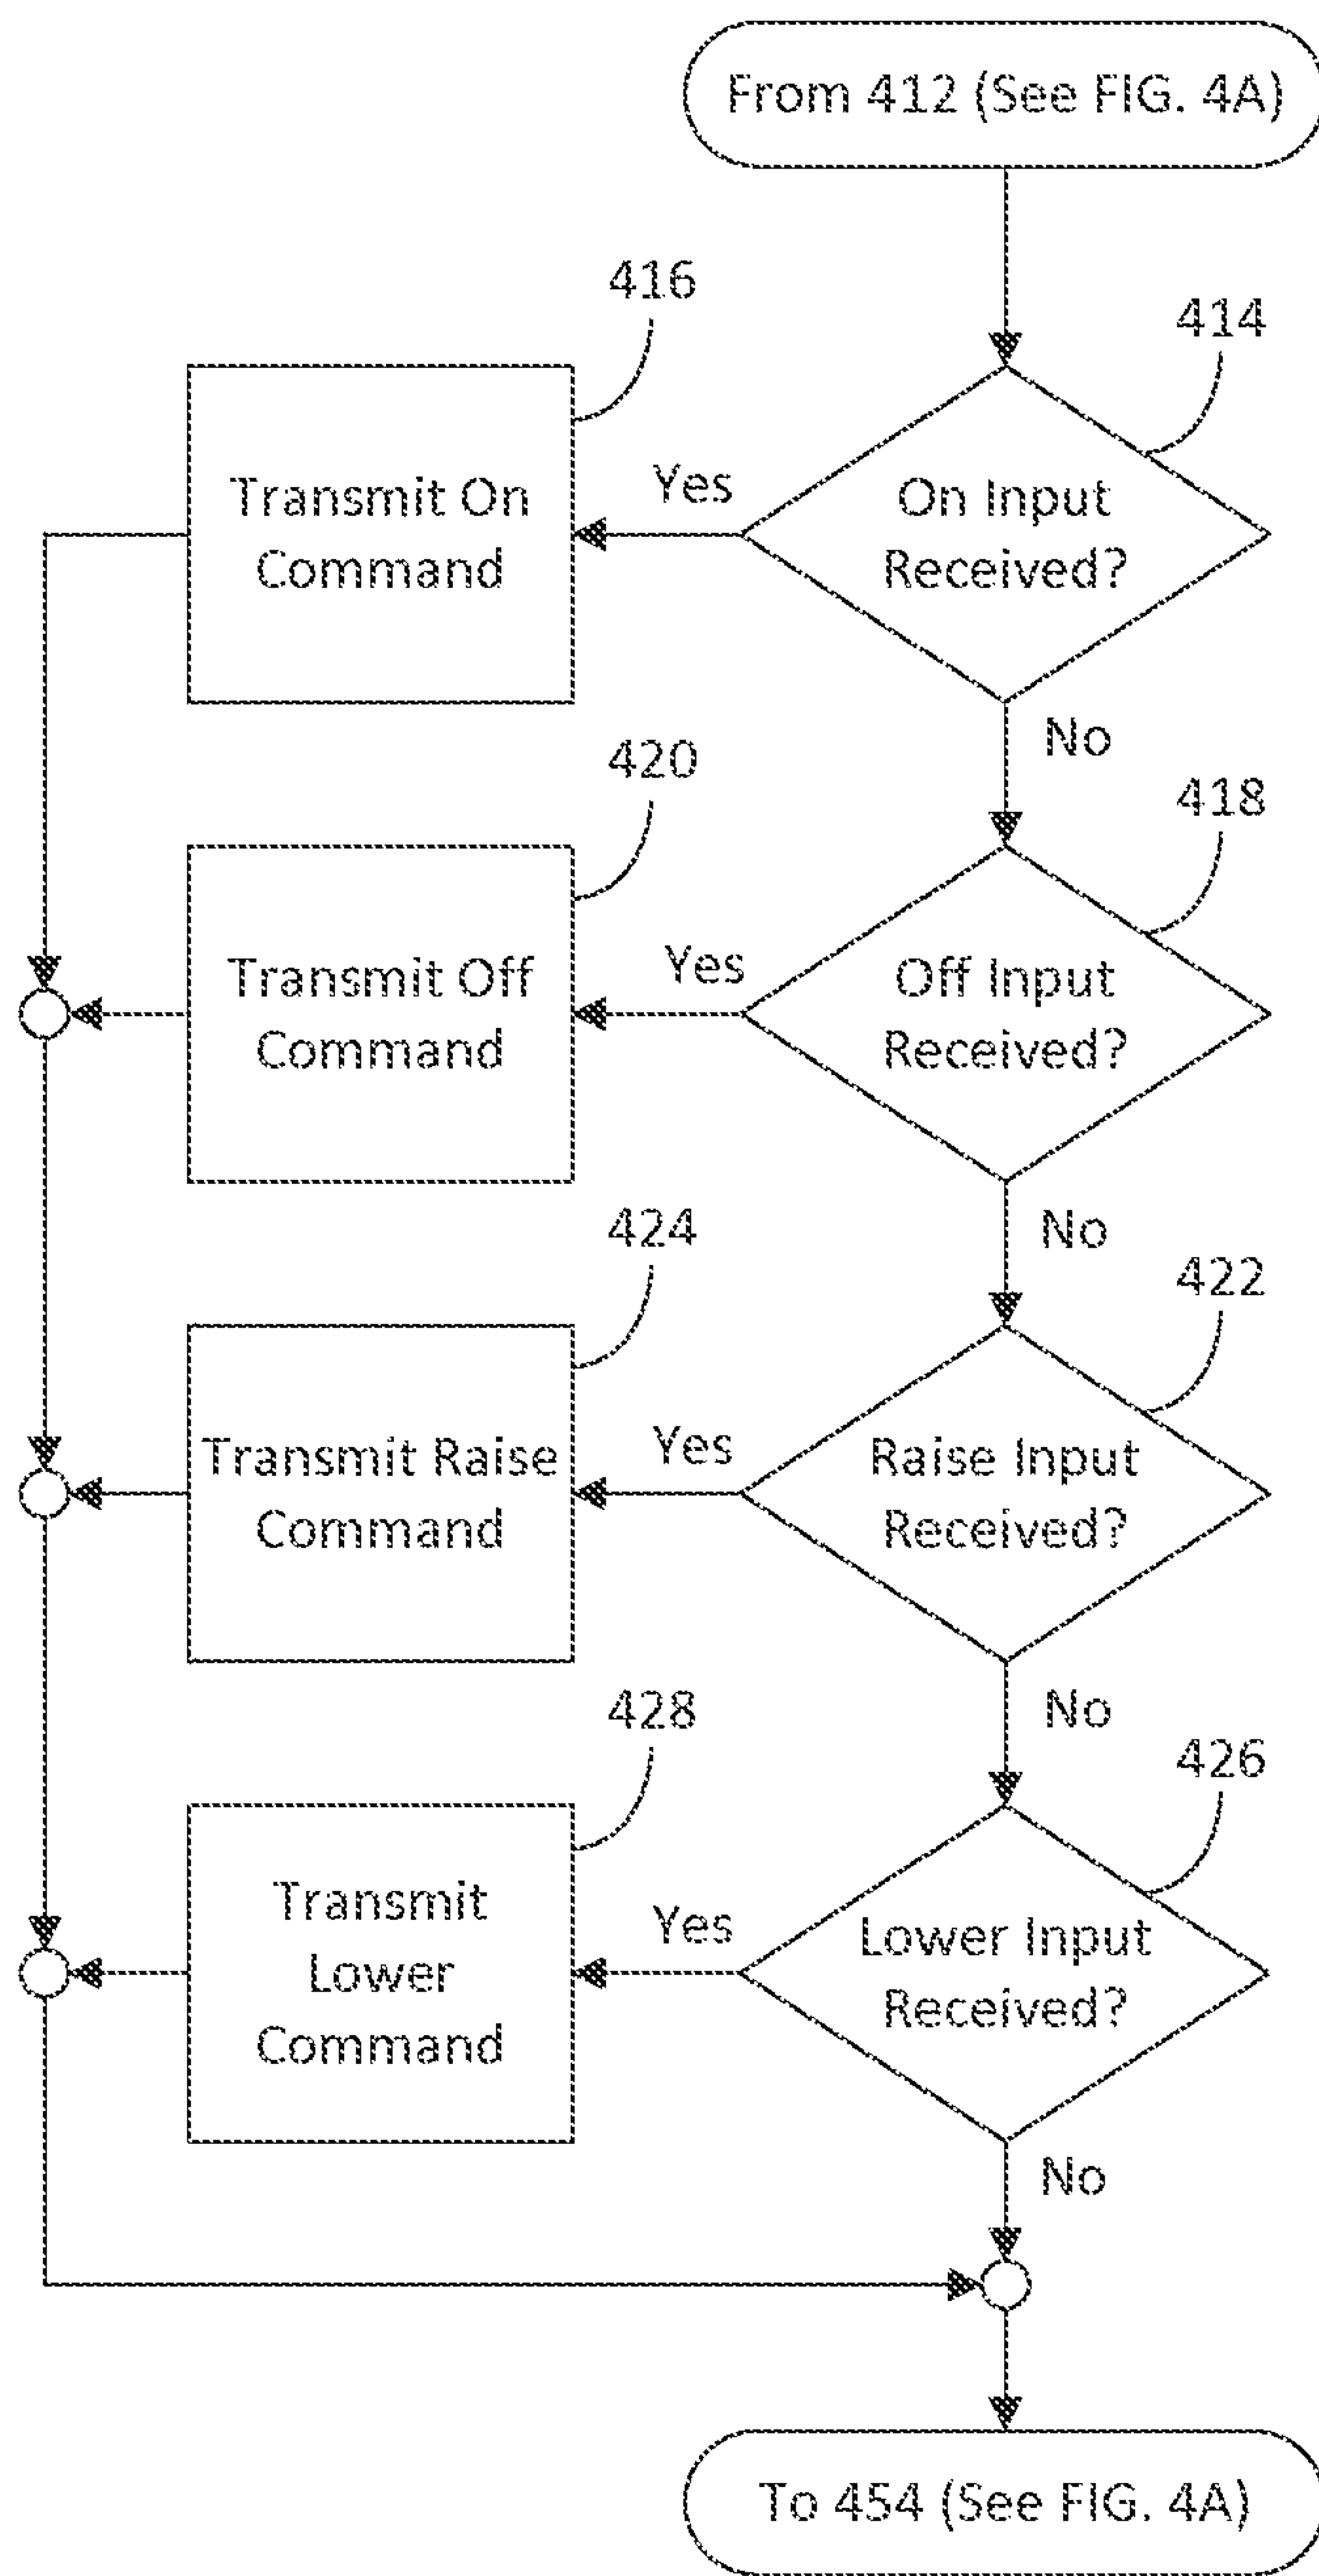 From 412 (See FIG. 4A)
416
414
Transmit On
Command
Yes
On Input
Received?
No
420
418
Transmit Off
Command
Yes
Off Input
Received?
No
424
422
Transmit Raise
Command
Yes
Raise Input
Received?
No
428
426
Transmit
Lower
Command
Yes
Lower Input
Received?
No
To 454 (See FIG. 4A)